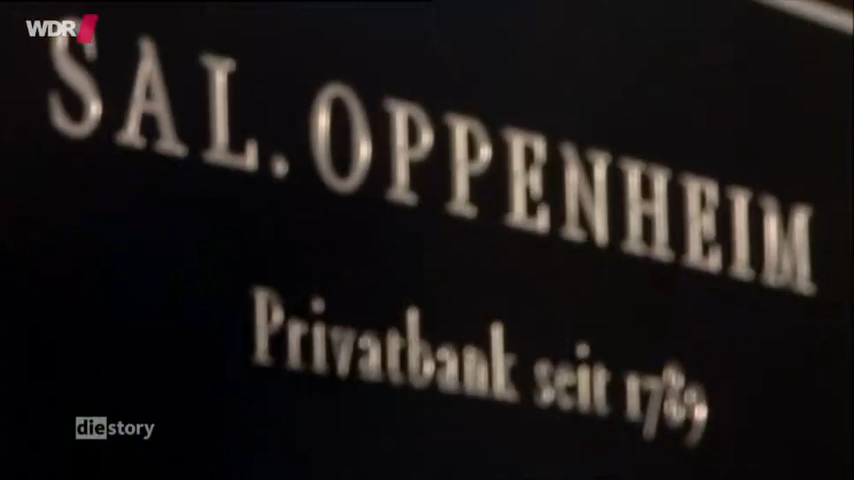 WDR
SAL. OPPENHEIM
Privatbank seit 1789
diestory